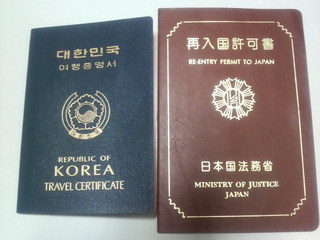 대한민국
여행증명서
REPUBLIC OF
KOREA
TRAVEL CERTIFICATE
再入国許可書
RE-ENTRY PERMIT TO JAPAN
日本国法務省
MINISTRY OF JUSTICE
JAPAN